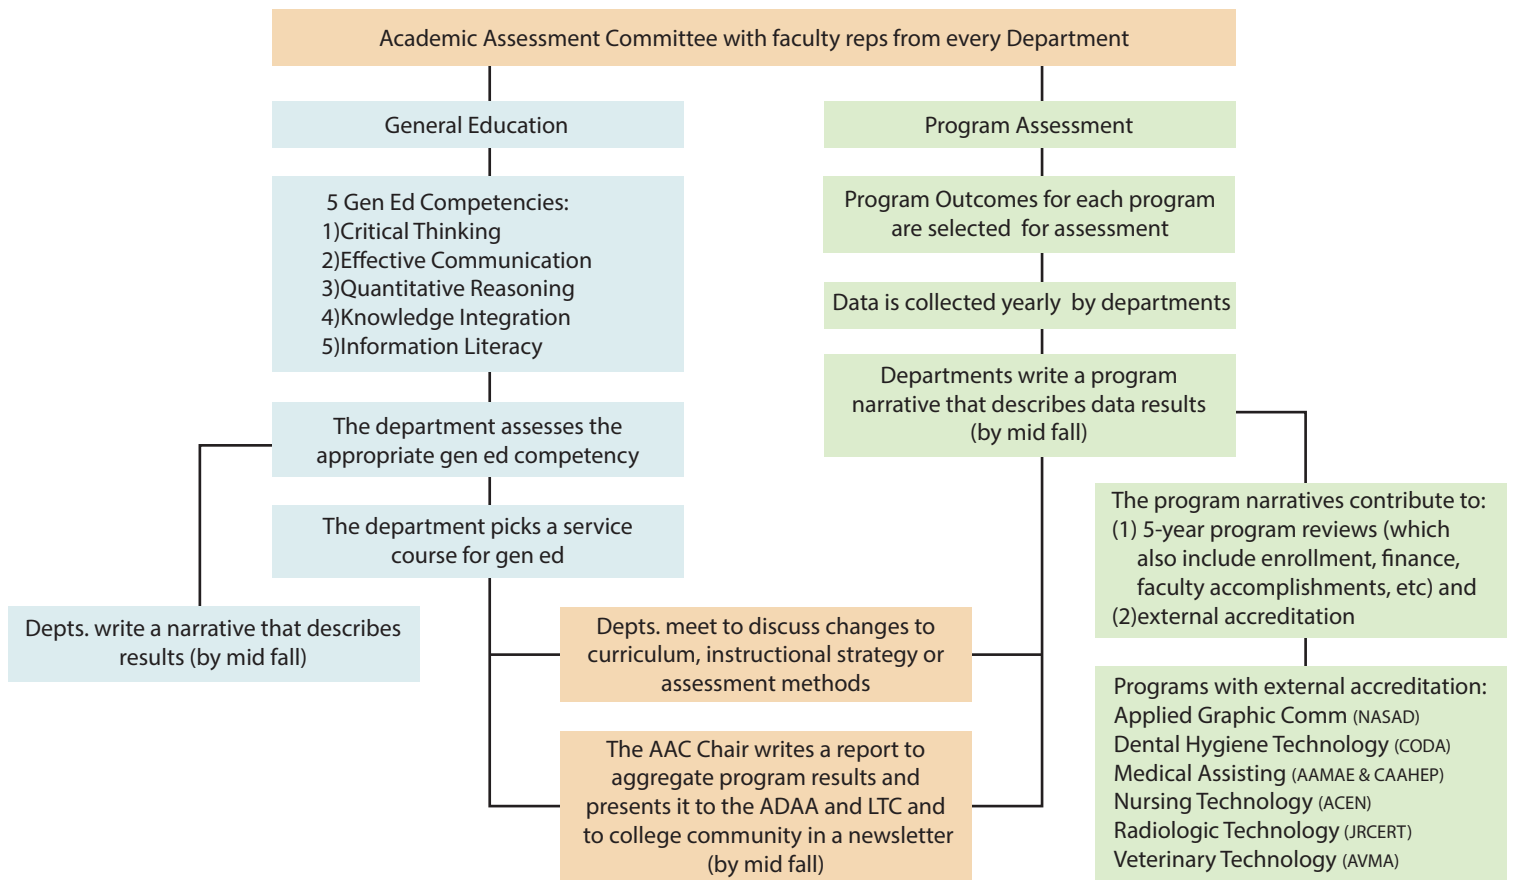 Academic Assessment Committee with faculty reps from every Department
General Education
5 Gen Ed Competencies:
1)Critical Thinking
2)Effective Communication
3)Quantitative Reasoning
4)Knowledge Integration
5)Information Literacy
The department assesses the
appropriate gen ed competency
The department picks a service
course for gen ed
Depts. write a narrative that describes
results (by mid fall)
Program Assessment
Program Outcomes for each program
are selected for assessment
Data is collected yearly by departments
Departments write a program
narrative that describes data results
(by mid fall)
The program narratives contribute to:
(1) 5-year program reviews (which
also include enrollment, finance,
faculty accomplishments, etc) and
(2)external accreditation
Programs with external accreditation:
Applied Graphic Comm (NASAD)
Dental Hygiene Technology (CODA)
Medical Assisting (AAMAE & CAAHEP)
Nursing Technology (ACEN)
Radiologic Technology (JRCERT)
Veterinary Technology (AVMA)
Depts. meet to discuss changes to
curriculum, instructional strategy or
assessment methods
The AAC Chair writes a report to
aggregate program results and
presents it to the ADAA and LTC and
to college community in a newsletter
(by mid fall)